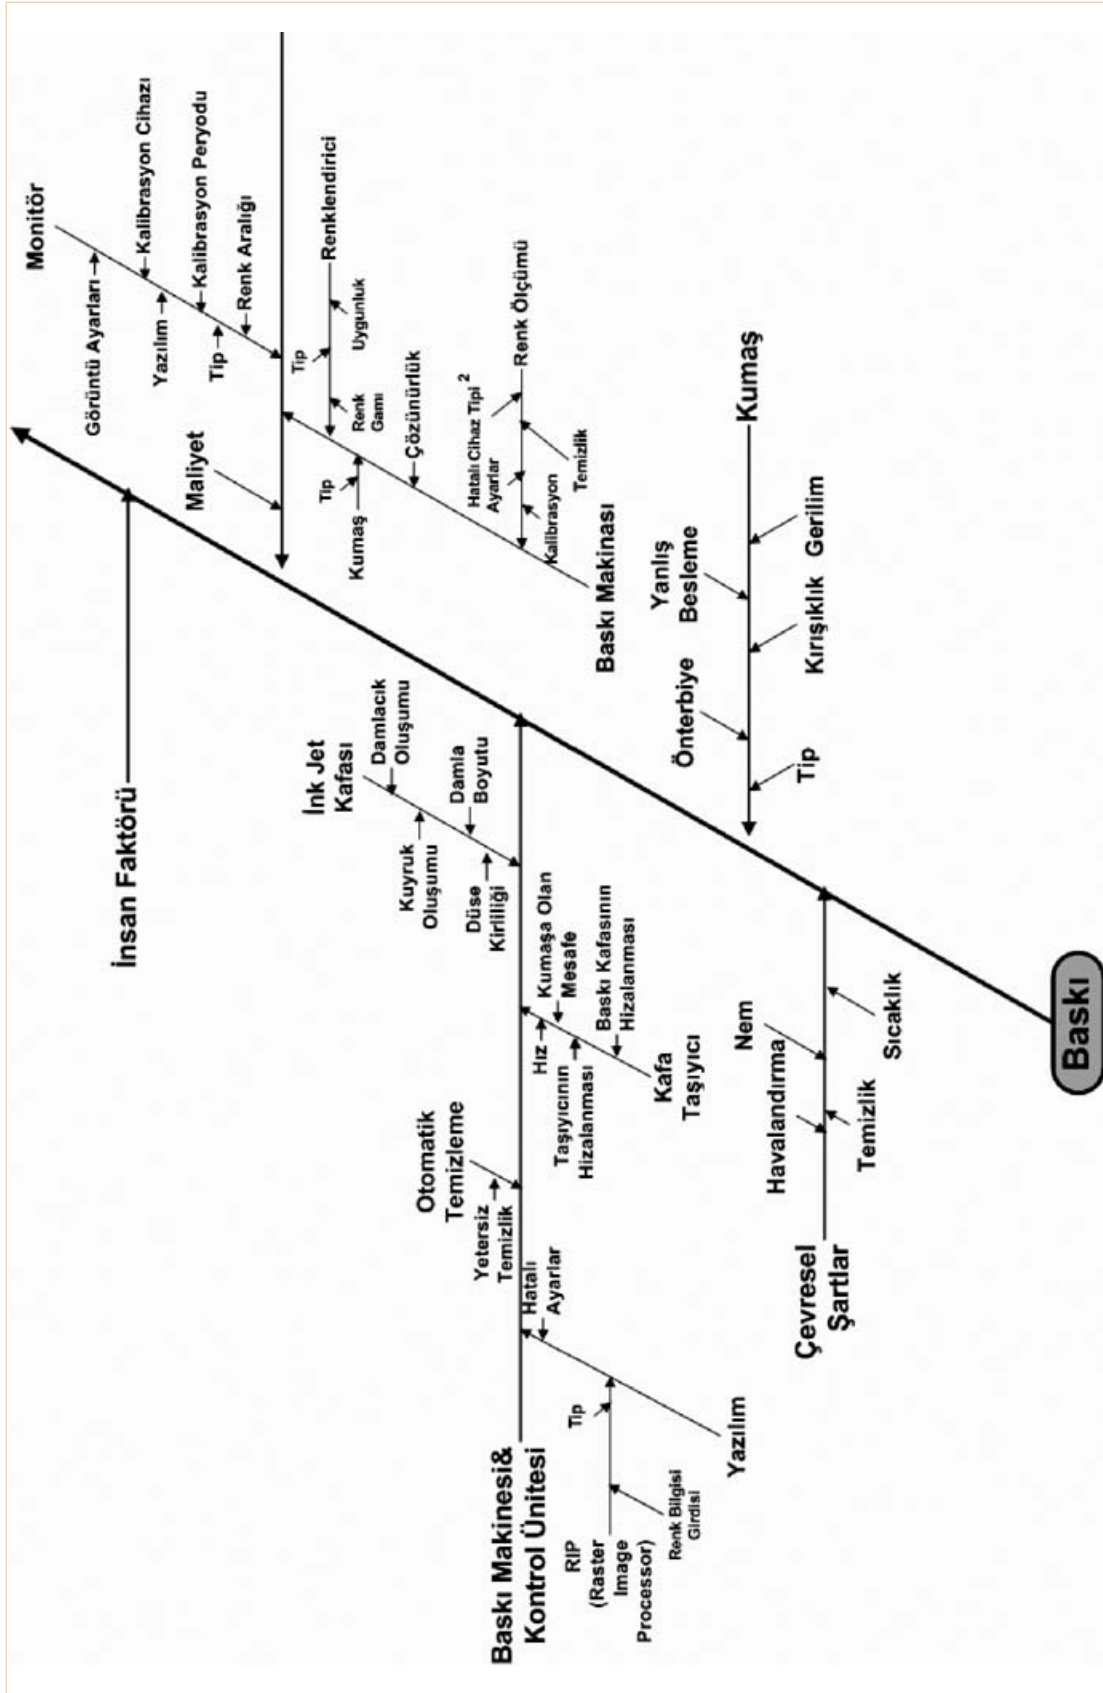 Monitör
Görüntü Ayarları
Kalibrasyon Cihazı
Yazılım
Kalibrasyon Peryodu
Tip
Renk Aralığı
Maliyet
Renklendirici
Tip
Uygunluk
Renk
Gamı
Tip
Kumaş
Çözünürlük
Renk Ölçümü
Hatalı Cihaz Tipi 2
Ayarlar
Temizlik
Kalibrasyon
Baskı Makinası
İnsan Faktörü
İnk Jet
Kafası
Damlacık
Oluşumu
Kuyruk
Oluşumu
Damla
Boyutu
Düse
Kirliliği
Hız
Kumaşa Olan
Mesafe
Taşıyıcının
Hizalanması
Baskı Kafasının
Hizalanması
Kafa
Taşıyıcı
Otomatik
Temizleme
Yetersiz
Temizlik
Hatalı
Ayarlar
Tip
RIP
(Raster
Image
Processor)
Renk Bilgisi
Girdisi
Yazılım
Baskı Makinesi&
Kontrol Ünitesi
Kumaş
Yanlış
Besleme
Gerilim
Kırışıklık
Önterbiye
Tip
Nem
Havalandırma
Sıcaklık
Temizlik
Çevresel
Şartlar
Baskı